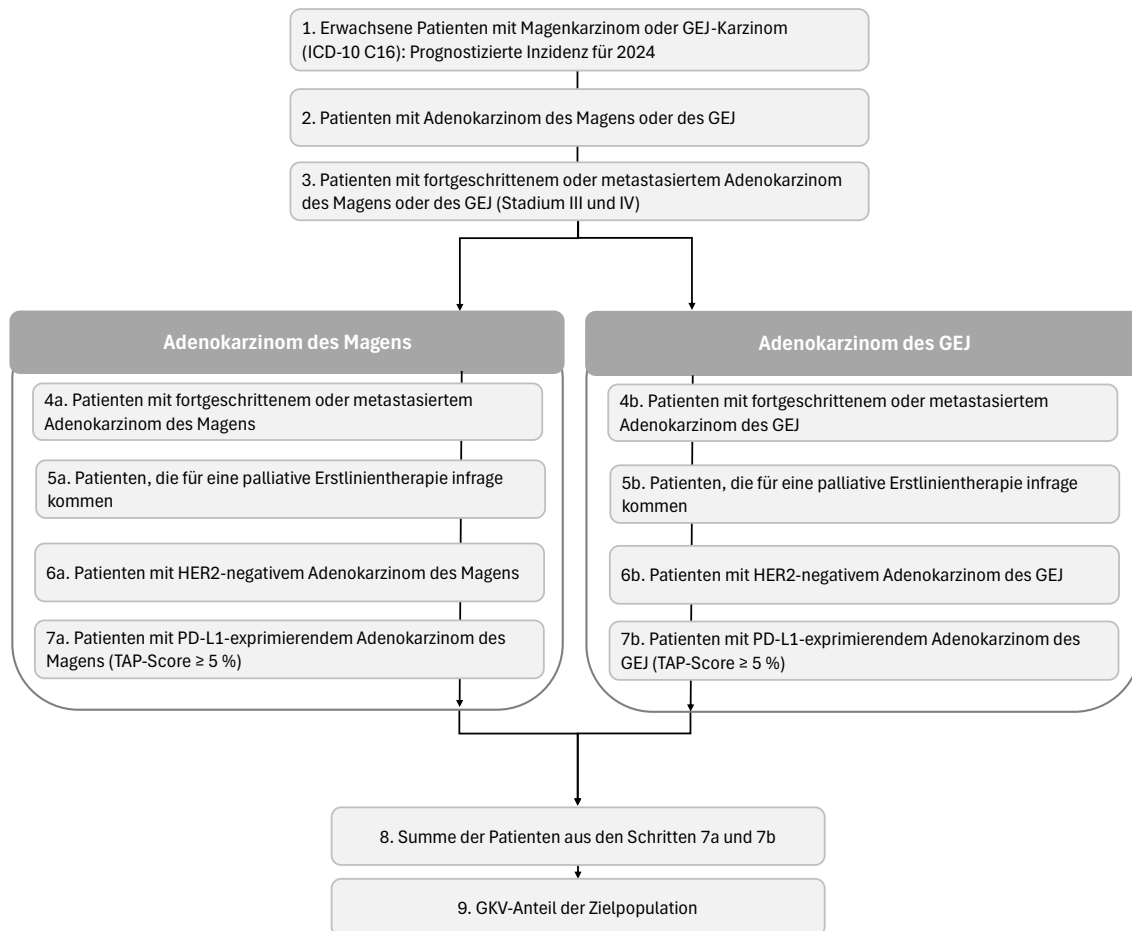 1. Erwachsene Patienten mit Magenkarzinom oder GEJ-Karzinom
(ICD-10 C16): Prognostizierte Inzidenz für 2024
2. Patienten mit Adenokarzinom des Magens oder des GEJ
3. Patienten mit fortgeschrittenem oder metastasiertem Adenokarzinom
des Magens oder des GEJ (Stadium III und IV)
Adenokarzinom des Magens
4a. Patienten mit fortgeschrittenem oder metastasiertem
Adenokarzinom des Magens
5a. Patienten, die für eine palliative Erstlinientherapie infrage
kommen
6a. Patienten mit HER2-negativem Adenokarzinom des Magens
7a. Patienten mit PD-L1-exprimierendem Adenokarzinom des
Magens (TAP-Score ≥ 5 %)
Adenokarzinom des GEJ
4b. Patienten mit fortgeschrittenem oder metastasiertem
Adenokarzinom des GEJ
5b. Patienten, die für eine palliative Erstlinientherapie infrage
kommen
6b. Patienten mit HER2-negativem Adenokarzinom des GEJ
7b. Patienten mit PD-L1-exprimierendem Adenokarzinom des
GEJ (TAP-Score ≥ 5 %)
8. Summe der Patienten aus den Schritten 7a und 7b
9. GKV-Anteil der Zielpopulation